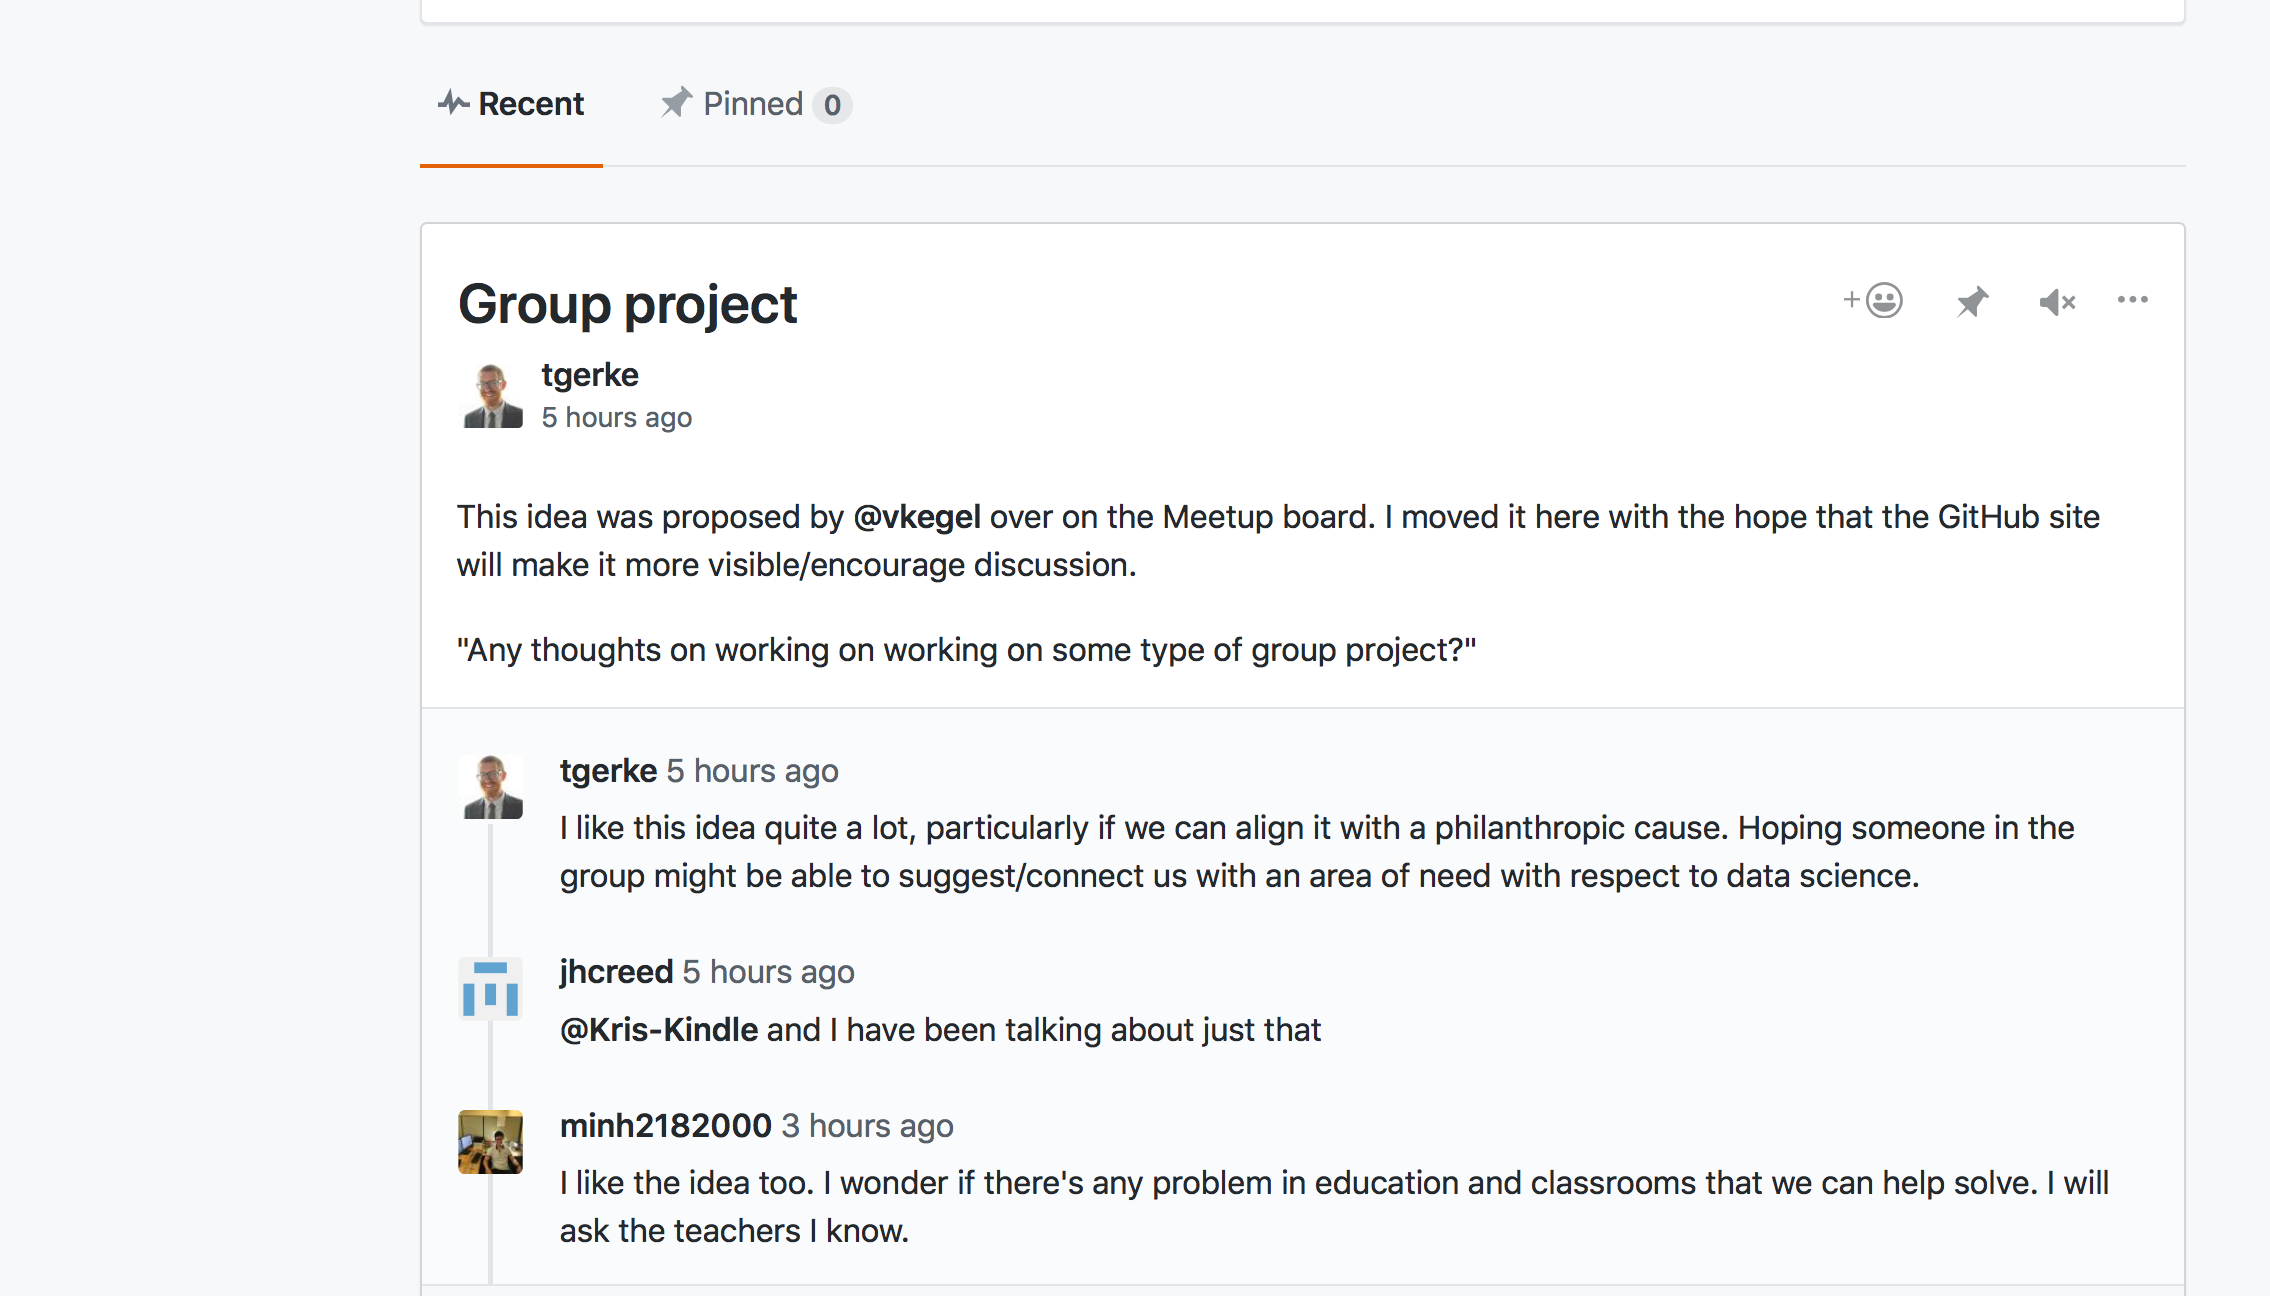 Recent
Pinned 0
Group project
tgerke
5 hours ago
This idea was proposed by @vkegel over on the Meetup board. I moved it here with the hope that the GitHub site
will make it more visible/encourage discussion.
"Any thoughts on working on working on some type of group project?"
tgerke 5 hours ago
I like this idea quite a lot, particularly if we can align it with a philanthropic cause. Hoping someone in the
group might be able to suggest/connect us with an area of need with respect to data science.
jhcreed 5 hours ago
@Kris-Kindle and I have been talking about just that
minh2182000 3 hours ago
I like the idea too. I wonder if there's any problem in education and classrooms that we can help solve. I will
ask the teachers I know.